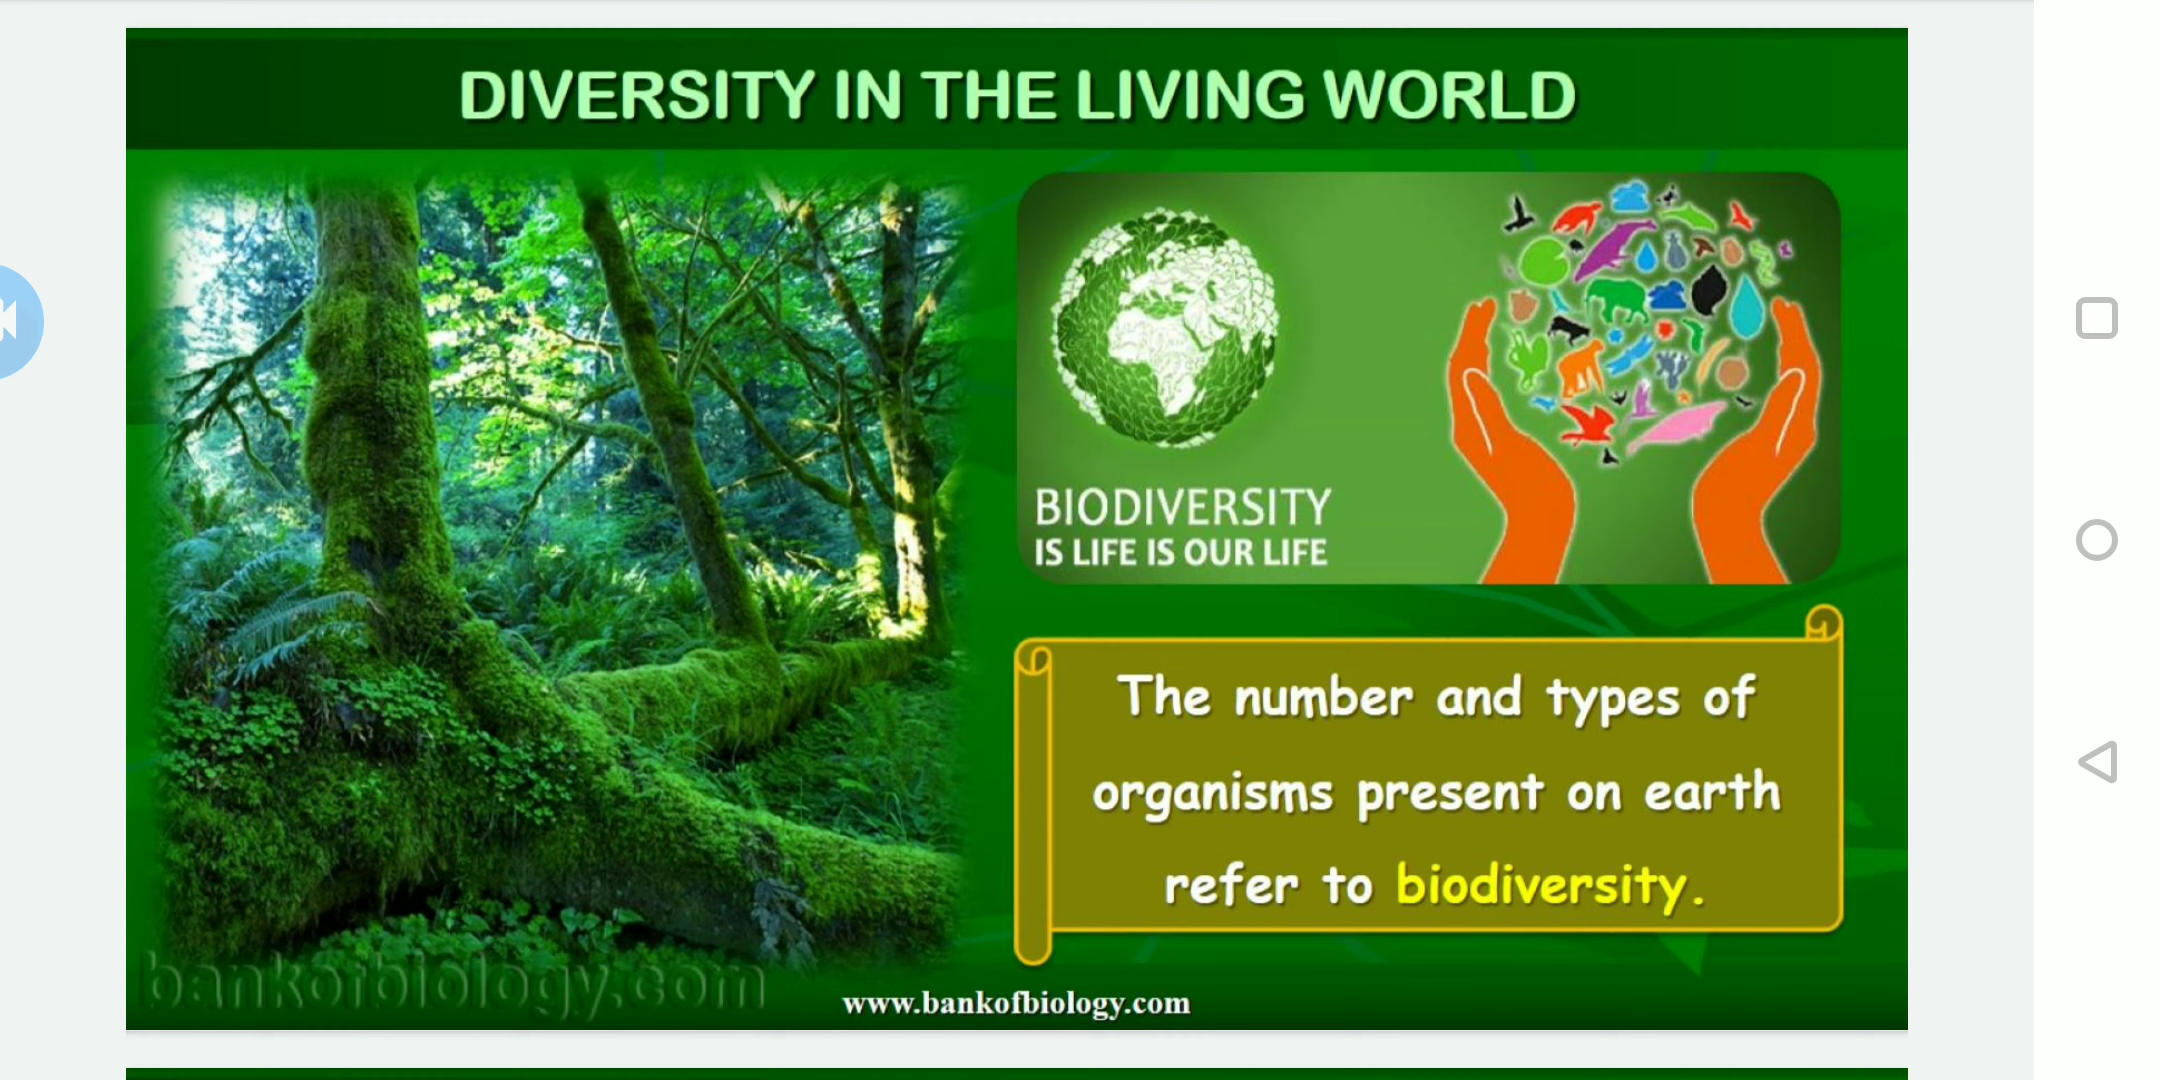 DIVERSITY IN THE LIVING WORLD
BIODIVERSITY
IS LIFE IS OUR LIFE
The number and types of
organisms present on earth
refer to biodiversity.
bankofbiology.com
www.bankofbiology.com